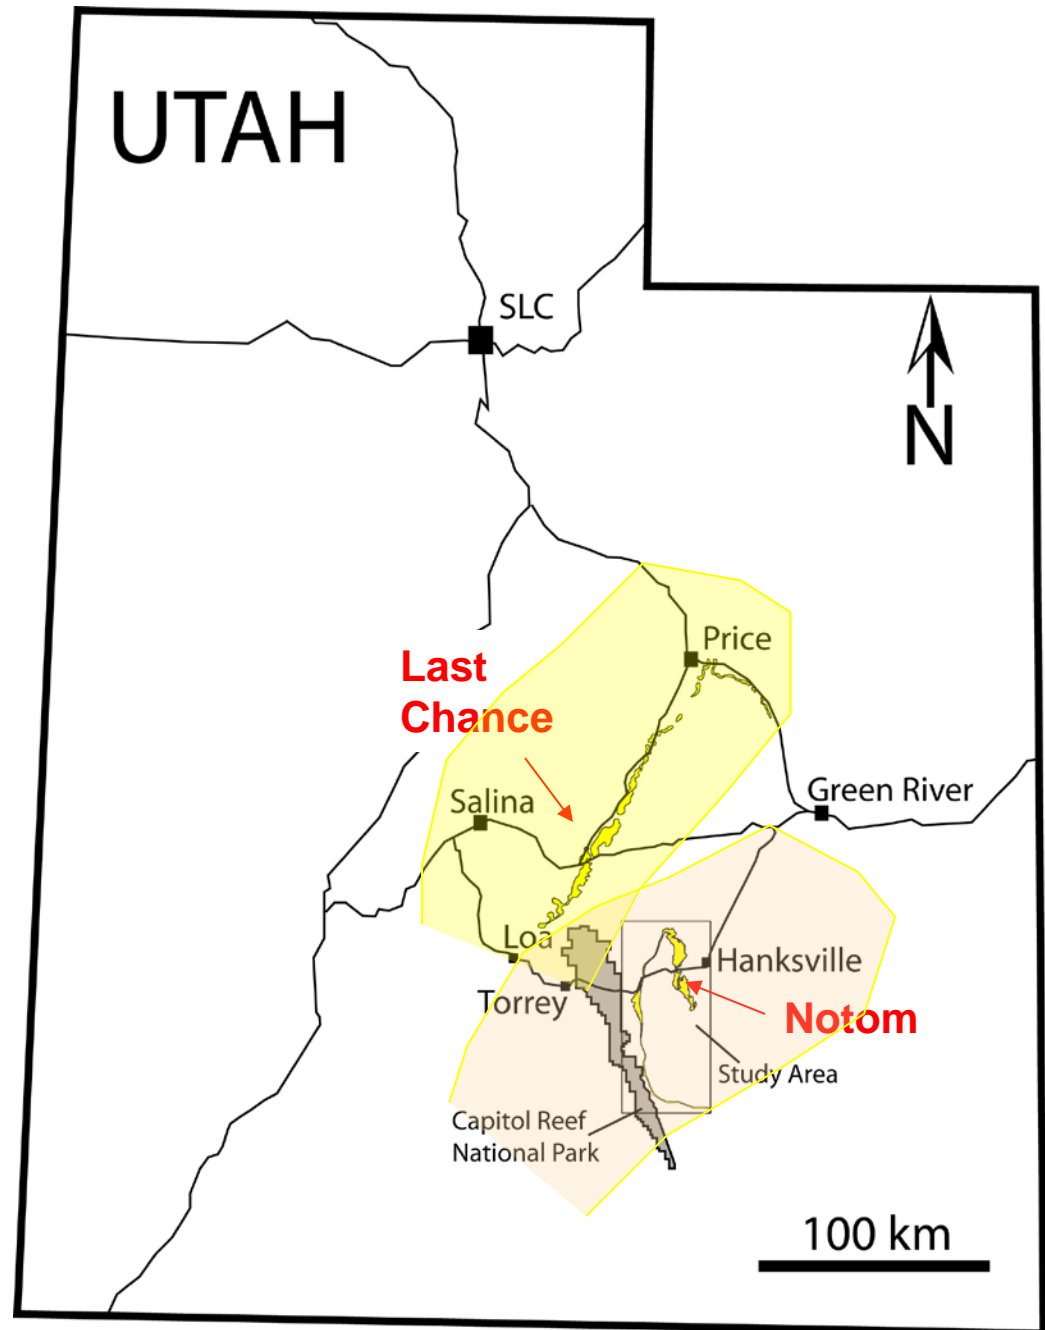 UTAH
SLC
N
Price
Last
Chance
Green River
Salina
Loa
Hanksville
Torrey
Notom
Study Area
Capitol Reef
National Park
100 km